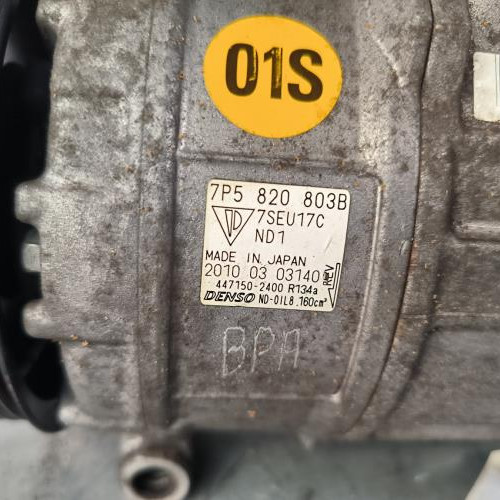 01S
7P5 820 803B
7SEU17C
ND1
MADE IN JAPAN
2010 03 03140
REV
447150-2400 R134a
DENSO ND-OIL8 .160cm³
BPA